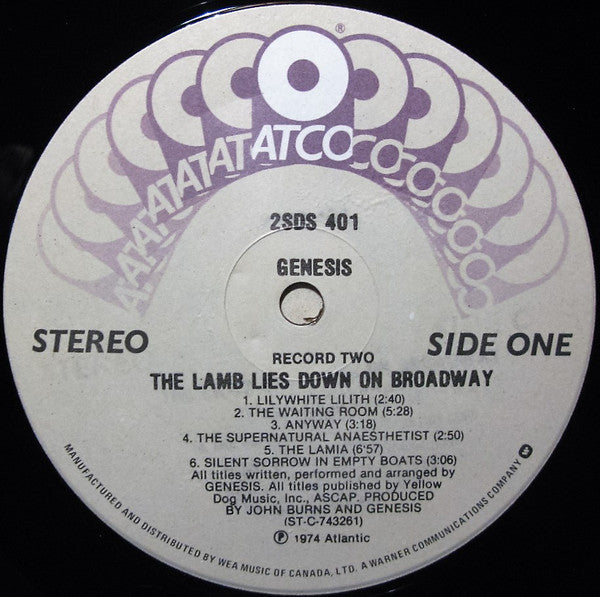 ®
ATATATATATATCOCOCOCOCOCO
2SDS 401
GENESIS
STEREO
SIDE ONE
RECORD TWO
THE LAMB LIES DOWN ON BROADWAY
1. LILYWHITE LILITH (2:40)
2. THE WAITING ROOM (5:28)
3. ANYWAY (3:18)
4. THE SUPERNATURAL ANAESTHETIST (2:50)
5. THE LAMIA (6'57)
6. SILENT SORROW IN EMPTY BOATS (3:06)
All titles written, performed and arranged by
GENESIS. All titles published by Yellow
Dog Music, Inc., ASCAP. PRODUCED
BY JOHN BURNS AND GENESIS
(ST-C-743261)
℗ 1974 Atlantic
MANUFACTURED AND DISTRIBUTED BY WEA MUSIC OF CANADA, LTD. A WARNER COMMUNICATIONS COMPANY